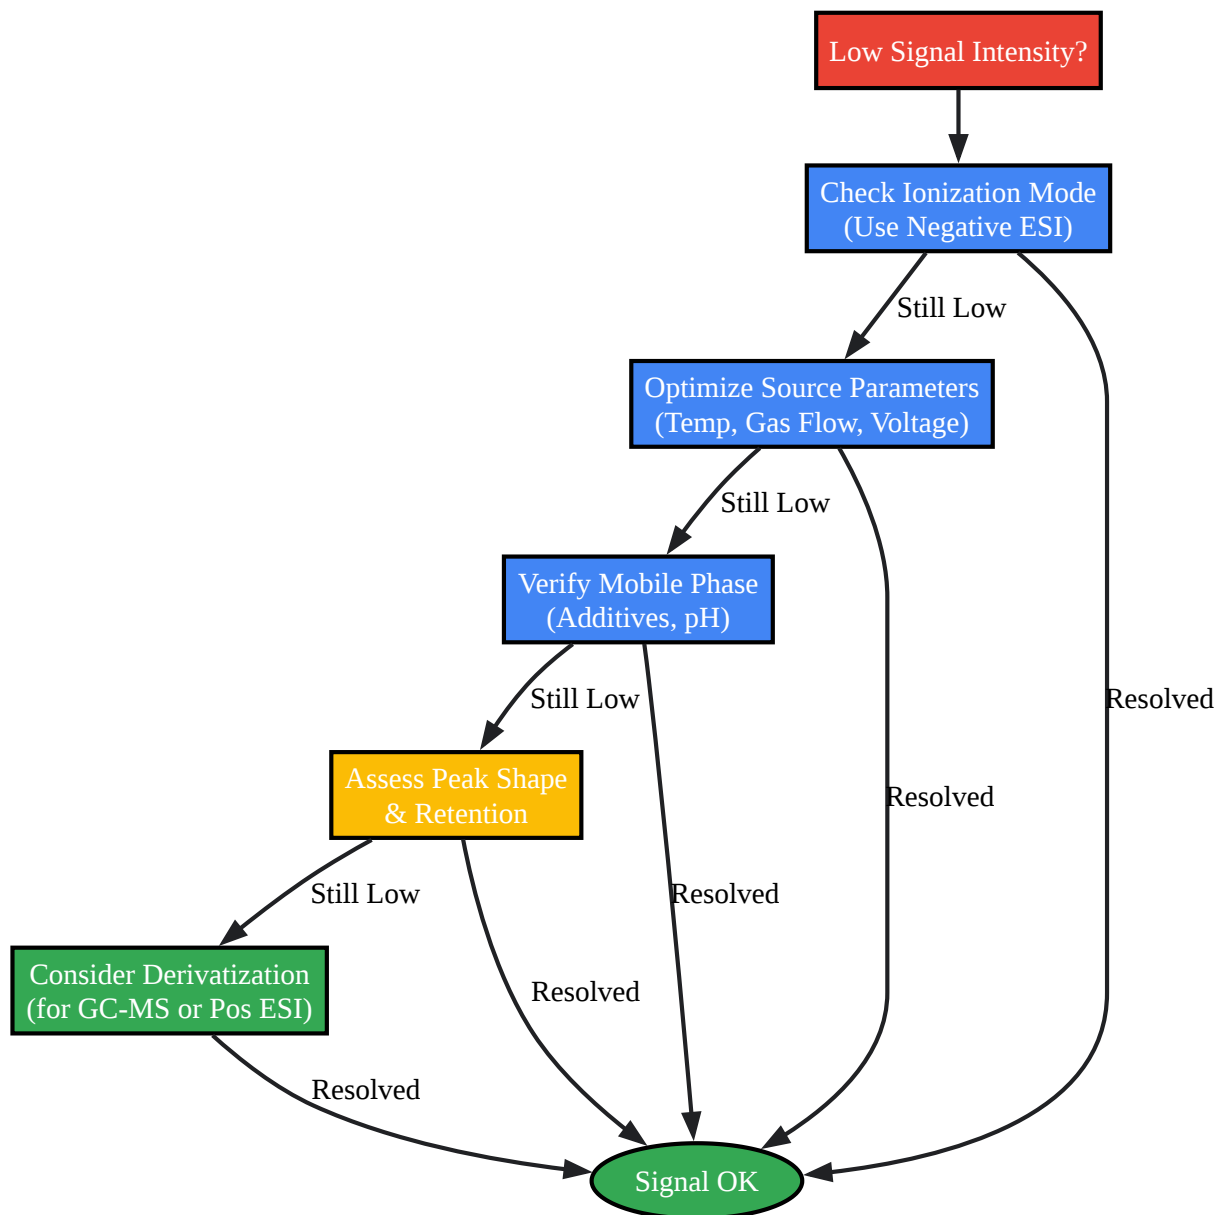 Low Signal Intensity?
Check Ionization Mode
(Use Negative ESI)
Still Low
Optimize Source Parameters
(Temp, Gas Flow, Voltage)
Still Low
Verify Mobile Phase
(Additives, pH)
Still Low
Resolved
Assess Peak Shape
& Retention
Resolved
Still Low
Resolved
Consider Derivatization
(for GC-MS or Pos ESI)
Resolved
Resolved
Signal OK